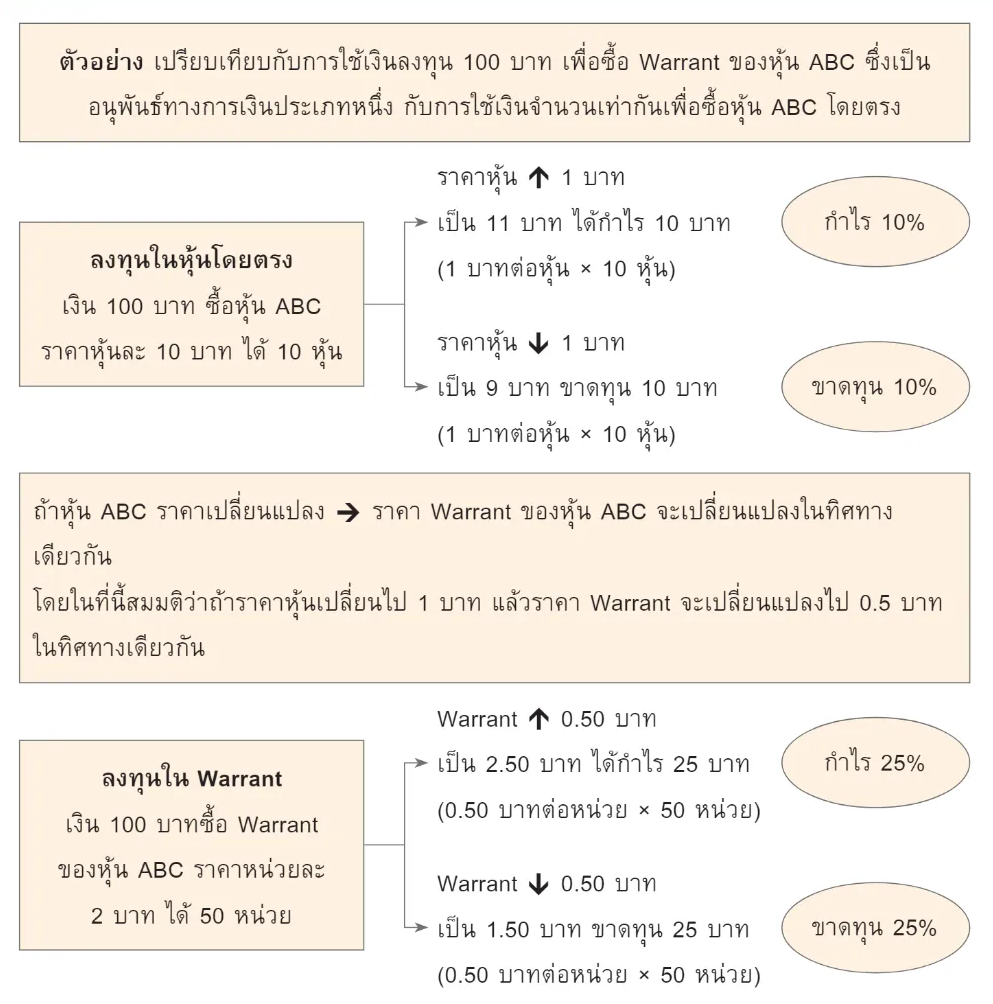 ตัวอย่าง เปรียบเทียบกับการใช้เงินลงทุน 100 บาท เพื่อซื้อ Warrant ของหุ้น ABC ซึ่งเป็น
อนุพันธ์ทางการเงินประเภทหนึ่ง กับการใช้เงินจำนวนเท่ากันเพื่อซื้อหุ้น ABC โดยตรง
ลงทุนในหุ้นโดยตรง
เงิน 100 บาท ซื้อหุ้น ABC
ราคาหุ้นละ 10 บาท ได้ 10 หุ้น
ราคาหุ้น ↑ 1 บาท
เป็น 11 บาท ได้กำไร 10 บาท
(1 บาทต่อหุ้น × 10 หุ้น)
กำไร 10%
ราคาหุ้น ↓ 1 บาท
เป็น 9 บาท ขาดทุน 10 บาท
(1 บาทต่อหุ้น × 10 หุ้น)
ขาดทุน 10%
ถ้าหุ้น ABC ราคาเปลี่ยนแปลง → ราคา Warrant ของหุ้น ABC จะเปลี่ยนแปลงในทิศทาง
เดียวกัน
โดยในที่นี้สมมติว่าถ้าราคาหุ้นเปลี่ยนไป 1 บาท แล้วราคา Warrant จะเปลี่ยนแปลงไป 0.5 บาท
ในทิศทางเดียวกัน
ลงทุนใน Warrant
เงิน 100 บาทซื้อ Warrant
ของหุ้น ABC ราคาหน่วยละ
2 บาท ได้ 50 หน่วย
Warrant ↑ 0.50 บาท
เป็น 2.50 บาท ได้กำไร 25 บาท
(0.50 บาทต่อหน่วย × 50 หน่วย)
กำไร 25%
Warrant ↓ 0.50 บาท
เป็น 1.50 บาท ขาดทุน 25 บาท
(0.50 บาทต่อหน่วย × 50 หน่วย)
ขาดทุน 25%